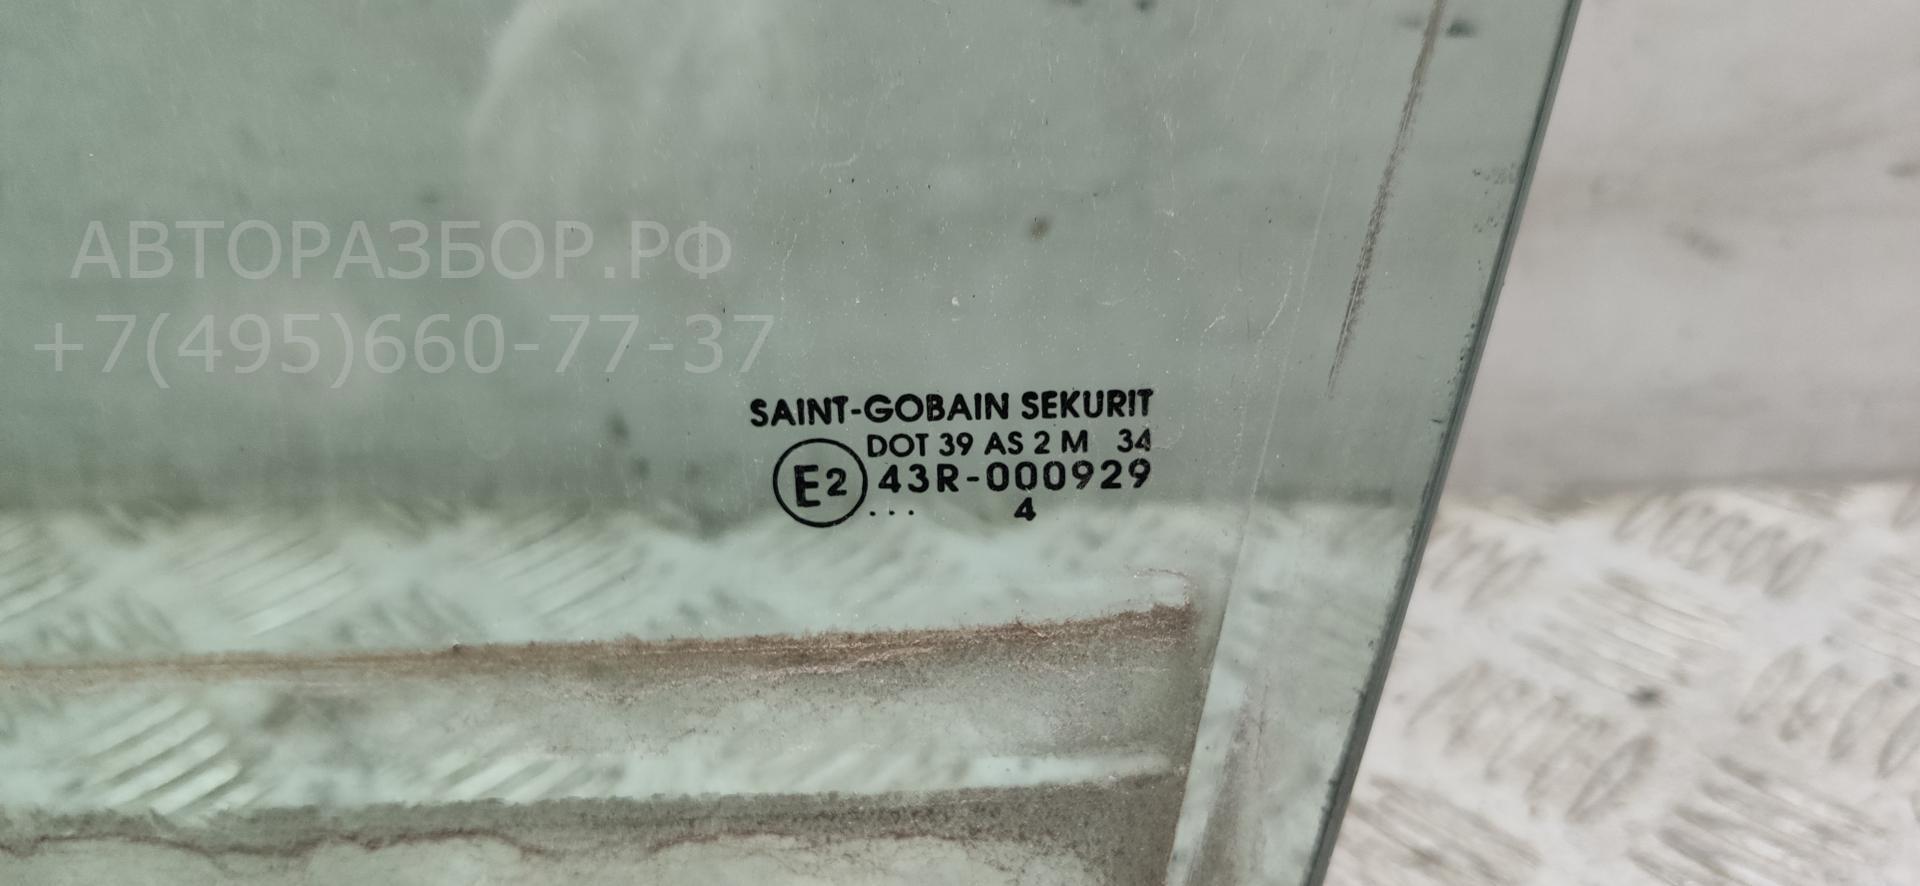 АВТОРАЗБОР.РФ
+7(495)660-77-37
SAINT-GOBAIN SEKURIT
DOT 39 AS 2 M 34
E2 43R-000929
... 4